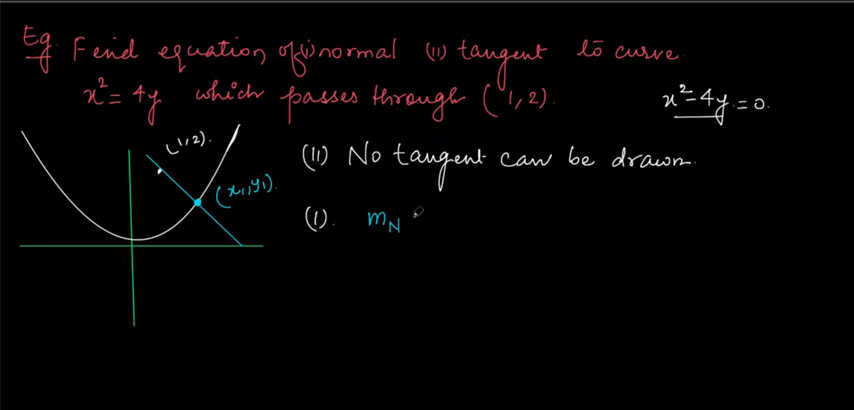 Eg. Find equation of (i) normal (ii) tangent to curve
x² = 4y which passes through (1,2).
x² - 4y = 0.
(1,2).
(x₁,y₁).
(II) No tangent can be drawn.
(I). m_N